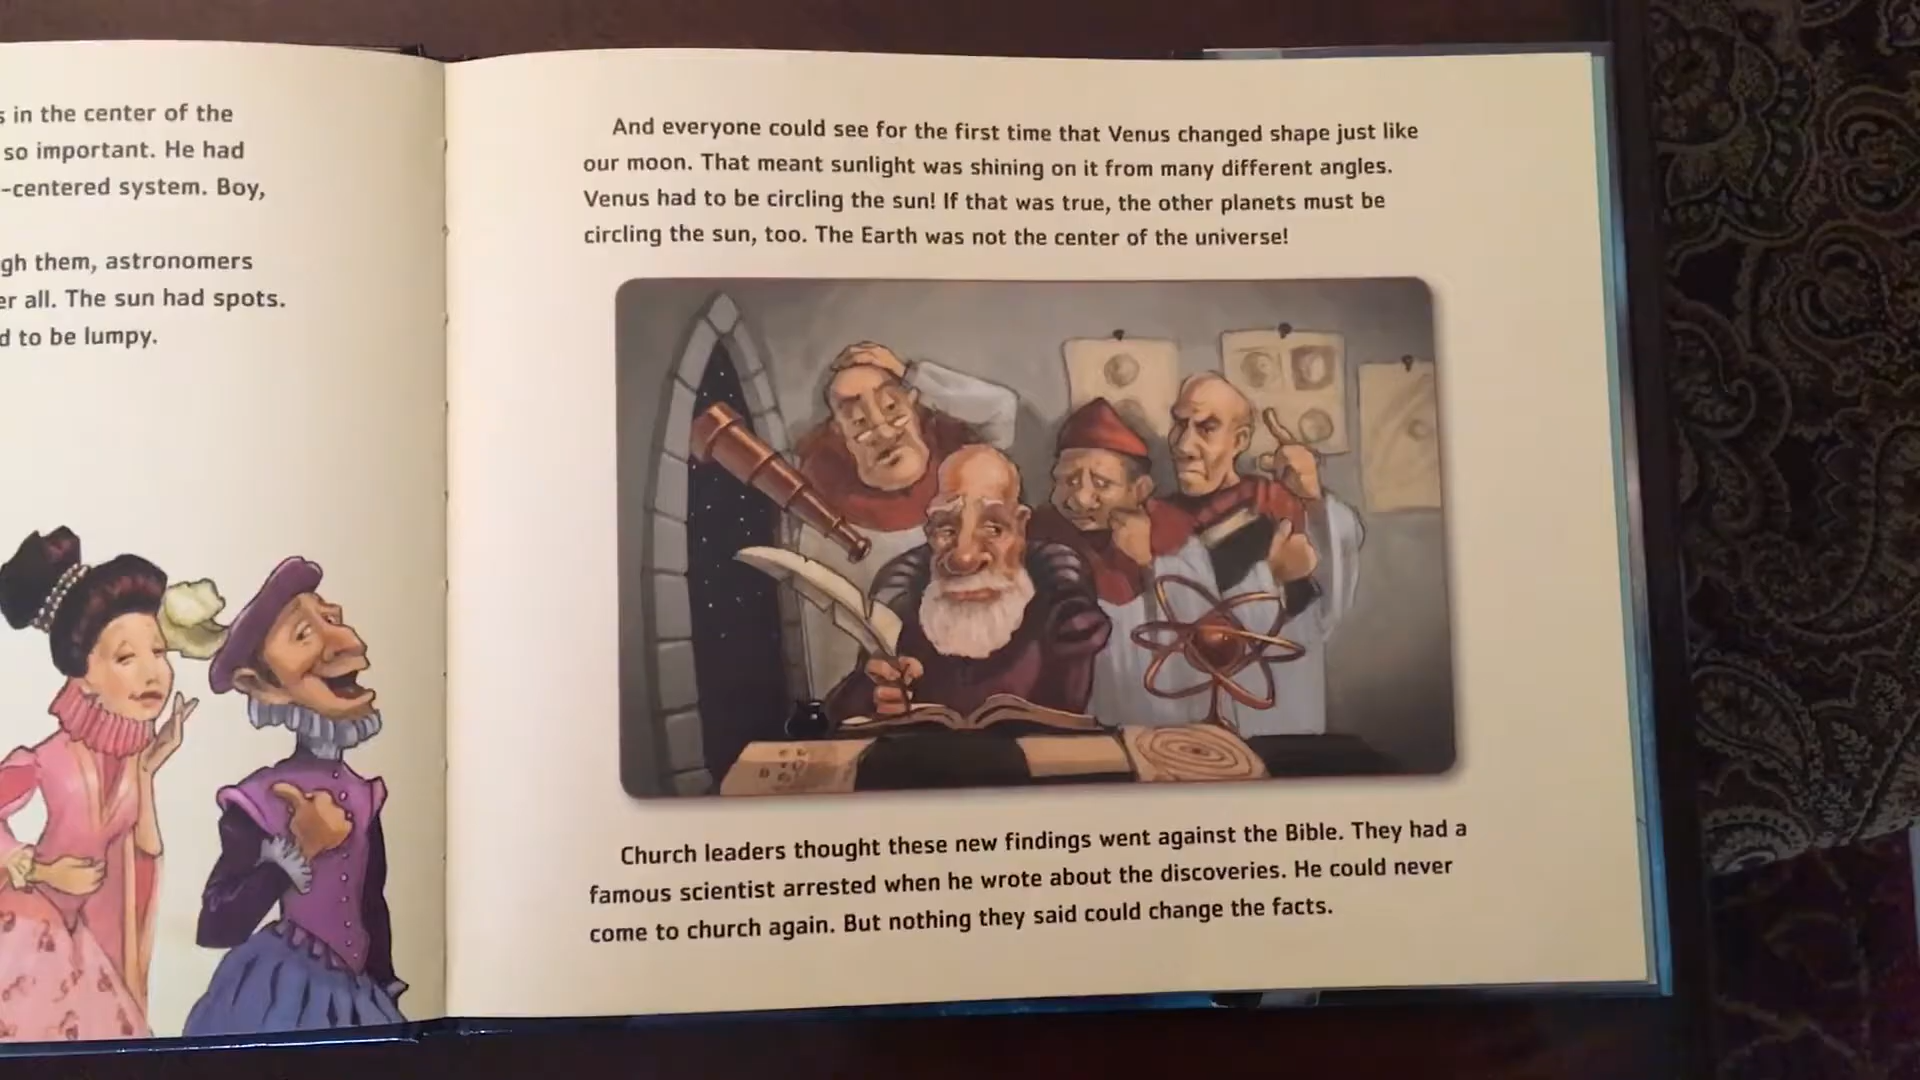 in the center of the
so important. He had
-centered system. Boy,
them, astronomers
all. The sun had spots.
to be lumpy.
And everyone could see for the first time that Venus changed shape just like
our moon. That meant sunlight was shining on it from many different angles.
Venus had to be circling the sun! If that was true, the other planets must be
circling the sun, too. The Earth was not the center of the universe!
Church leaders thought these new findings went against the Bible. They had a
famous scientist arrested when he wrote about the discoveries. He could never
come to church again. But nothing they said could change the facts.